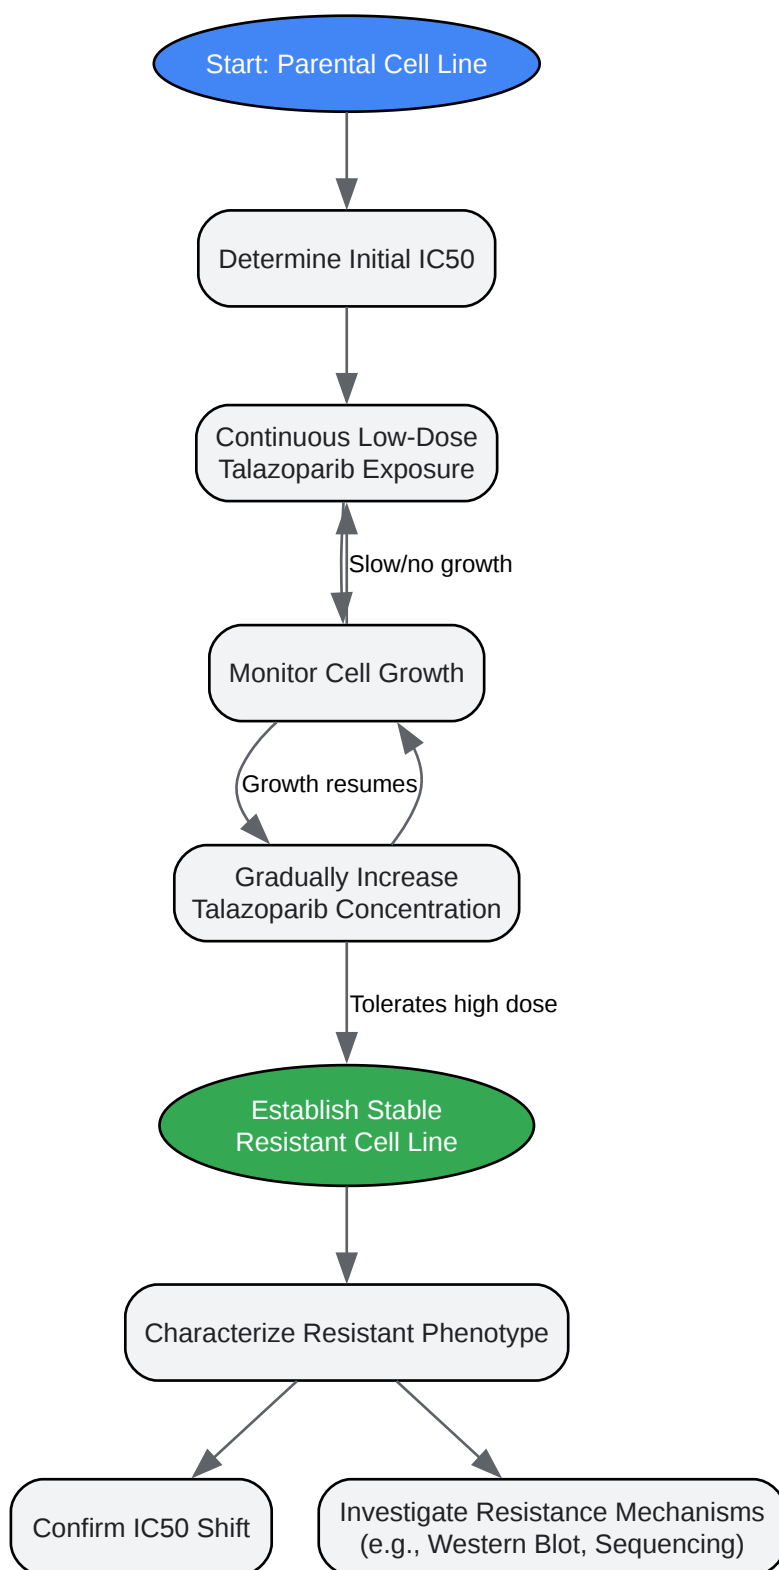 Start: Parental Cell Line
Determine Initial IC50
Continuous Low-Dose
Talazoparib Exposure
Slow/no growth
Monitor Cell Growth
Growth resumes
Gradually Increase
Talazoparib Concentration
Tolerates high dose
Establish Stable
Resistant Cell Line
Characterize Resistant Phenotype
Confirm IC50 Shift
Investigate Resistance Mechanisms
(e.g., Western Blot, Sequencing)